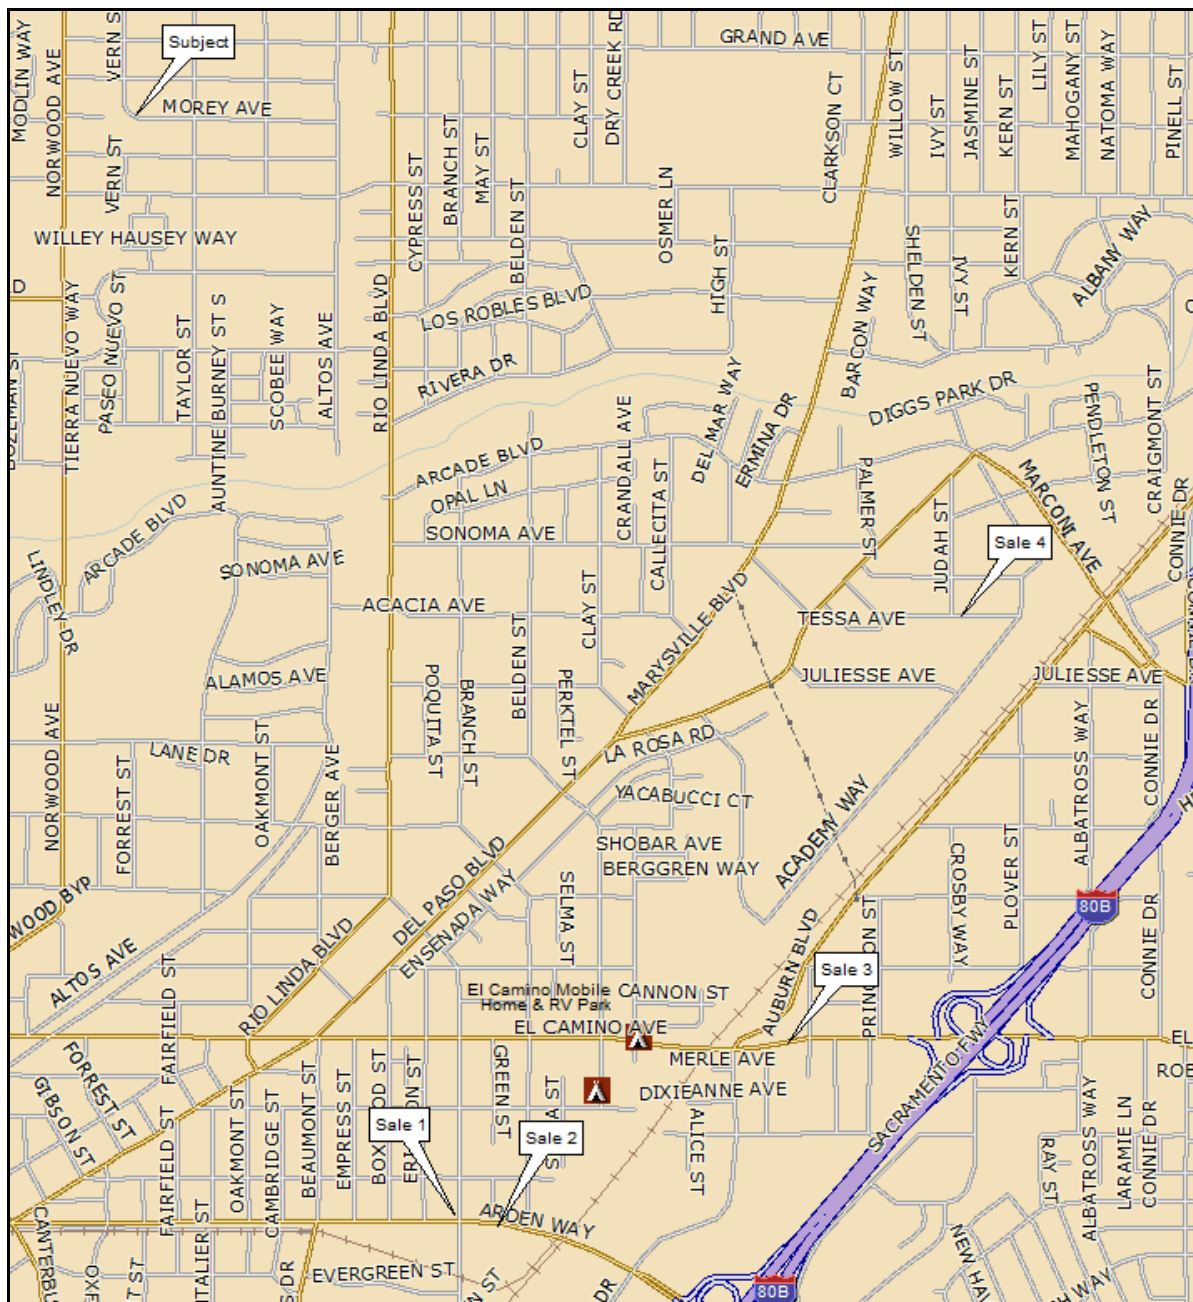 Subject
GRAND AVE
MODLIN WAY
NORWOOD AVE
VERN S
MOREY AVE
VERN ST
WILLEY HAUSEY WAY
CLAY ST
DRY CREEK RD
CYPRESS ST
BRANCH ST
MAY ST
BELDEN ST
OSMER LN
HIGH ST
CLARKSON CT
WILLOW ST
IVY ST
JASMINE ST
KERN ST
LILY ST
MAHOGANY ST
NATOMA WAY
PINELL ST
SHELDEN ST
IVY ST
KERN ST
ALBANY WAY
D
TIERRA NUEVO WAY
PASEO NUEVO ST
TAYLOR ST
AUNTINE BURNEY ST S
SCOBEE WAY
ALTOS AVE
RIO LINDA BLVD
LOS ROBLES BLVD
RIVERA DR
BARCON WAY
DEL MAR WAY
ERMINA DR
DIGGS PARK DR
PENDLETON ST
CRAIGMONT ST
ARCADE BLVD
OPAL LN
SONOMA AVE
CRANDALL AVE
CALLECITA ST
PALMER ST
JUDAH ST
MARCONI AVE
CONNIE DR
Sale 4
ARCADE BLVD
SONOMA AVE
LINDLEY DR
ACACIA AVE
CLAY ST
BELDEN ST
MARYSVILLE BLVD
TESSA AVE
JULIESSE AVE
JULIESSE AVE
ALAMOS AVE
POQUITA ST
BRANCH ST
PERKTEL ST
LA ROSA RD
NORWOOD AVE
LANE DR
FORREST ST
OAKMONT ST
BERGER AVE
YACABUCCI CT
SHOBAR AVE
BERGGREN WAY
ACADEMY WAY
ALBATROSS WAY
CONNIE DR
PLOVER ST
CROSBY WAY
80B
WOOD BYP
ALTOS AVE
RIO LINDA BLVD
DEL PASO BLVD
ENSENADA WAY
SELMA ST
AUBURN BLVD
CONNIE DR
Sale 3
El Camino Mobile
Home & RV Park
CANNON ST
EL CAMINO AVE
MERLE AVE
DIXIEANNE AVE
SACRAMENTO FWY
EL
ROB
FAIRFIELD ST
FORREST ST
GIBSON ST
FAIRFIELD ST
OAKMONT ST
CAMBRIDGE ST
BEAUMONT ST
EMPRESS ST
GREEN ST
ALICE ST
RAY ST
ALBATROSS WAY
LARAMIE LN
CONNIE DR
Sale 1
Sale 2
ARDEN WAY
EVERGREEN ST
80B